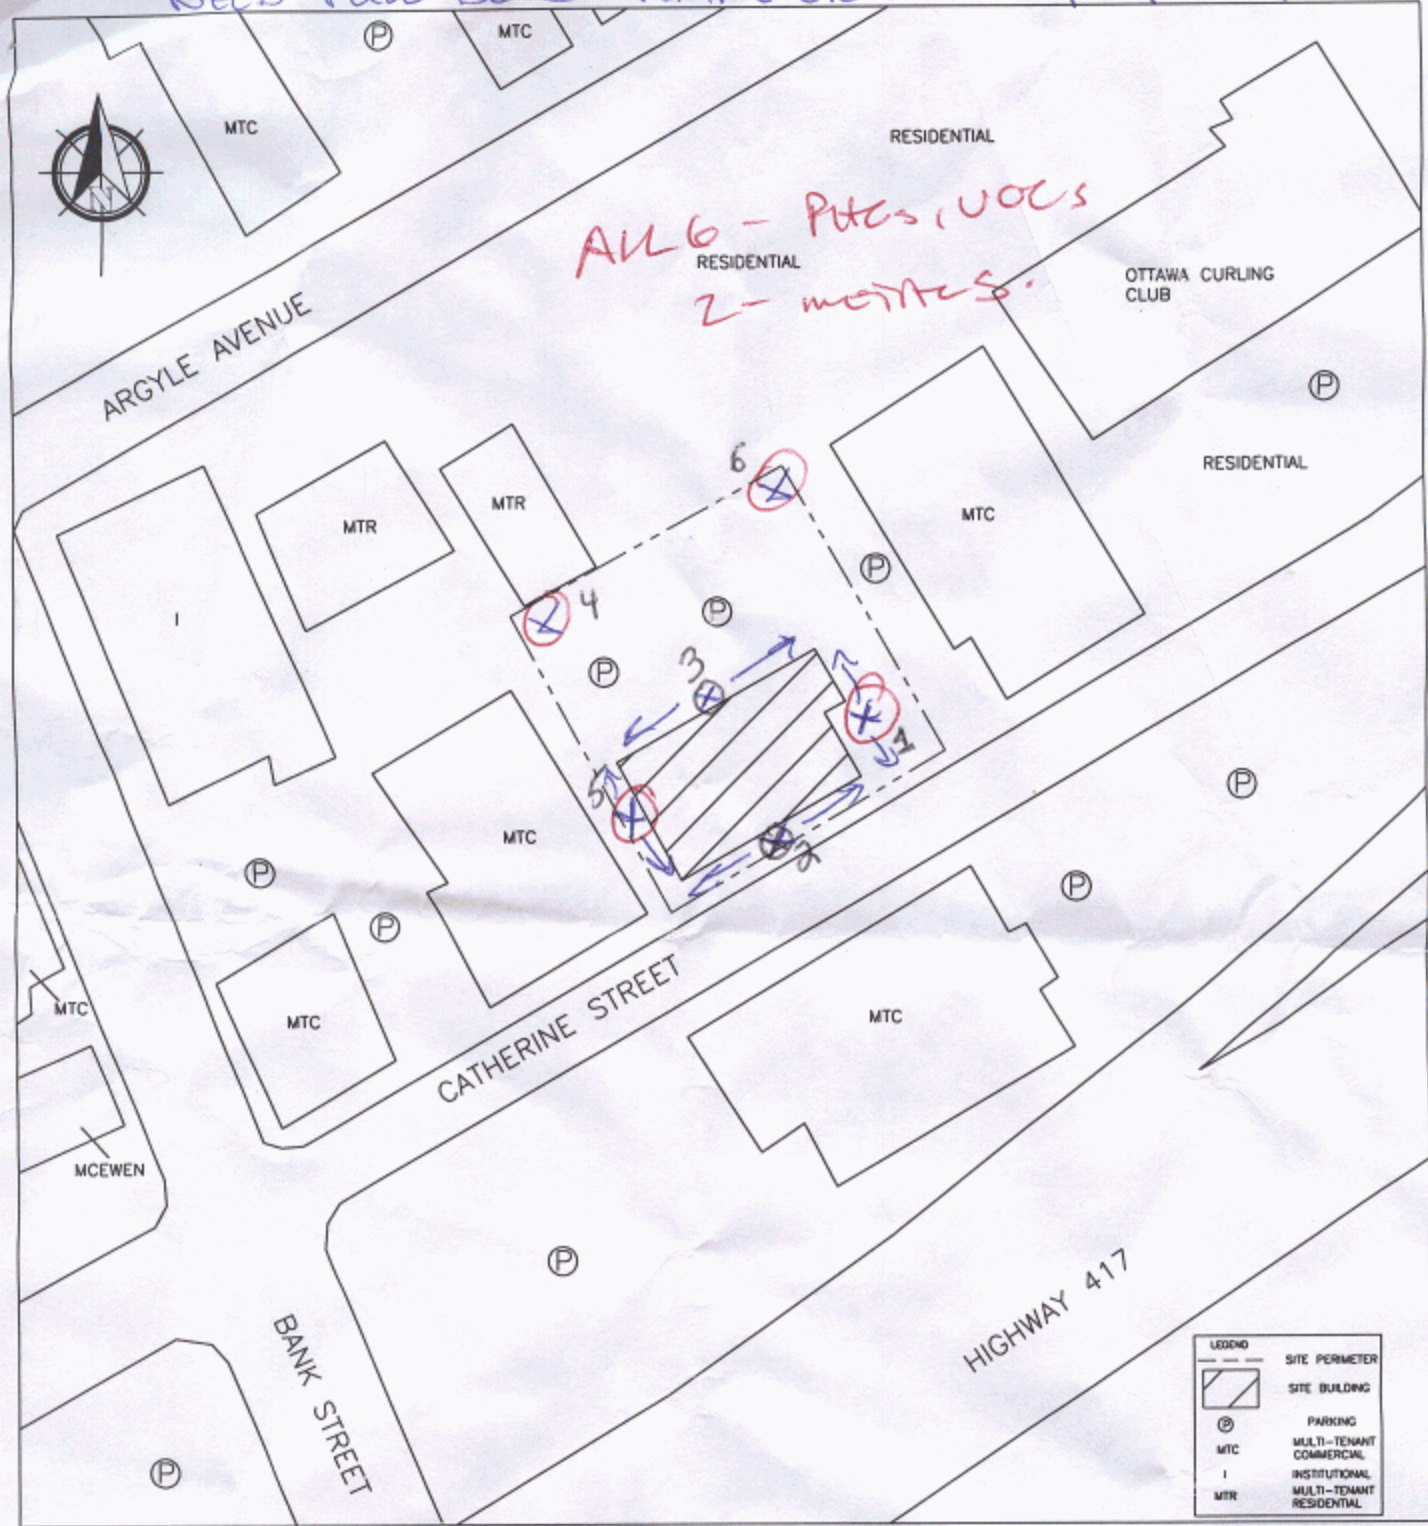 NEED
P
MTC
MTC
RESIDENTIAL
N
ALL 6 - PHCs, VOCs
RESIDENTIAL
2 - metals.
OTTAWA CURLING
CLUB
ARGYLE AVENUE
P
6
RESIDENTIAL
MTR
MTR
MTC
P
4
P
I
3
P
1
5
P
MTC
2
P
P
P
MTC
MTC
MTC
CATHERINE STREET
MCEWEN
P
HIGHWAY 417
BANK STREET
P
LEGEND
SITE PERIMETER
SITE BUILDING
P PARKING
MTC MULTI-TENANT
COMMERCIAL
I INSTITUTIONAL
MTR MULTI-TENANT
RESIDENTIAL